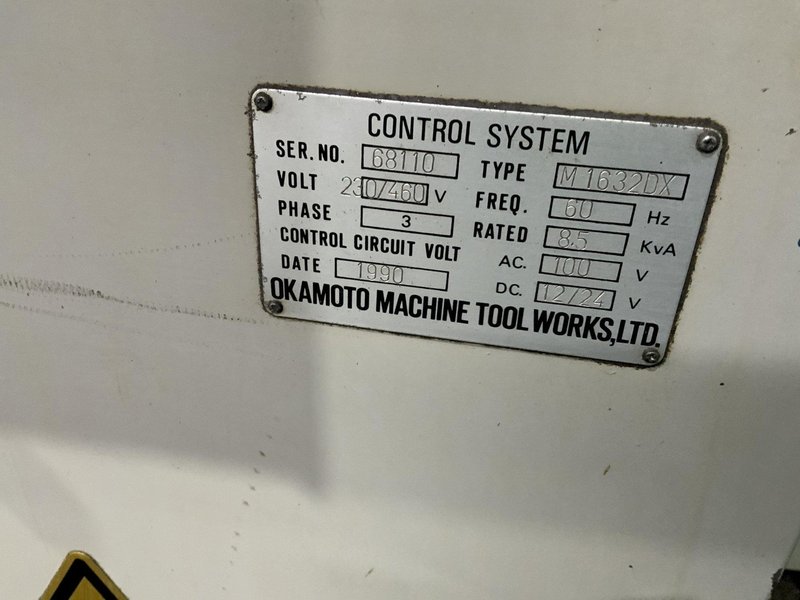 CONTROL SYSTEM
SER. NO. 68110 TYPE M1632DX
VOLT 230/460 V FREQ. 60 Hz
PHASE 3 RATED 8.5 KVA
CONTROL CIRCUIT VOLT AC. 100 V
DATE 1990 DC. 12/24 V
OKAMOTO MACHINE TOOL WORKS,LTD.